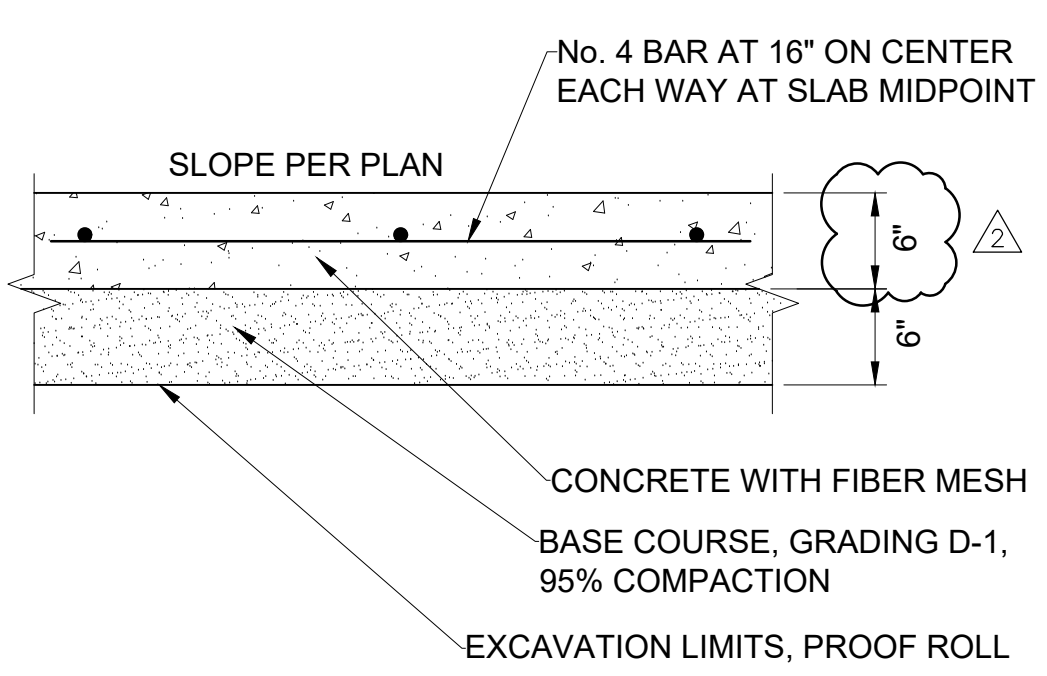 No. 4 BAR AT 16" ON CENTER
EACH WAY AT SLAB MIDPOINT
SLOPE PER PLAN
6"
2
6"
CONCRETE WITH FIBER MESH
BASE COURSE, GRADING D-1,
95% COMPACTION
EXCAVATION LIMITS, PROOF ROLL